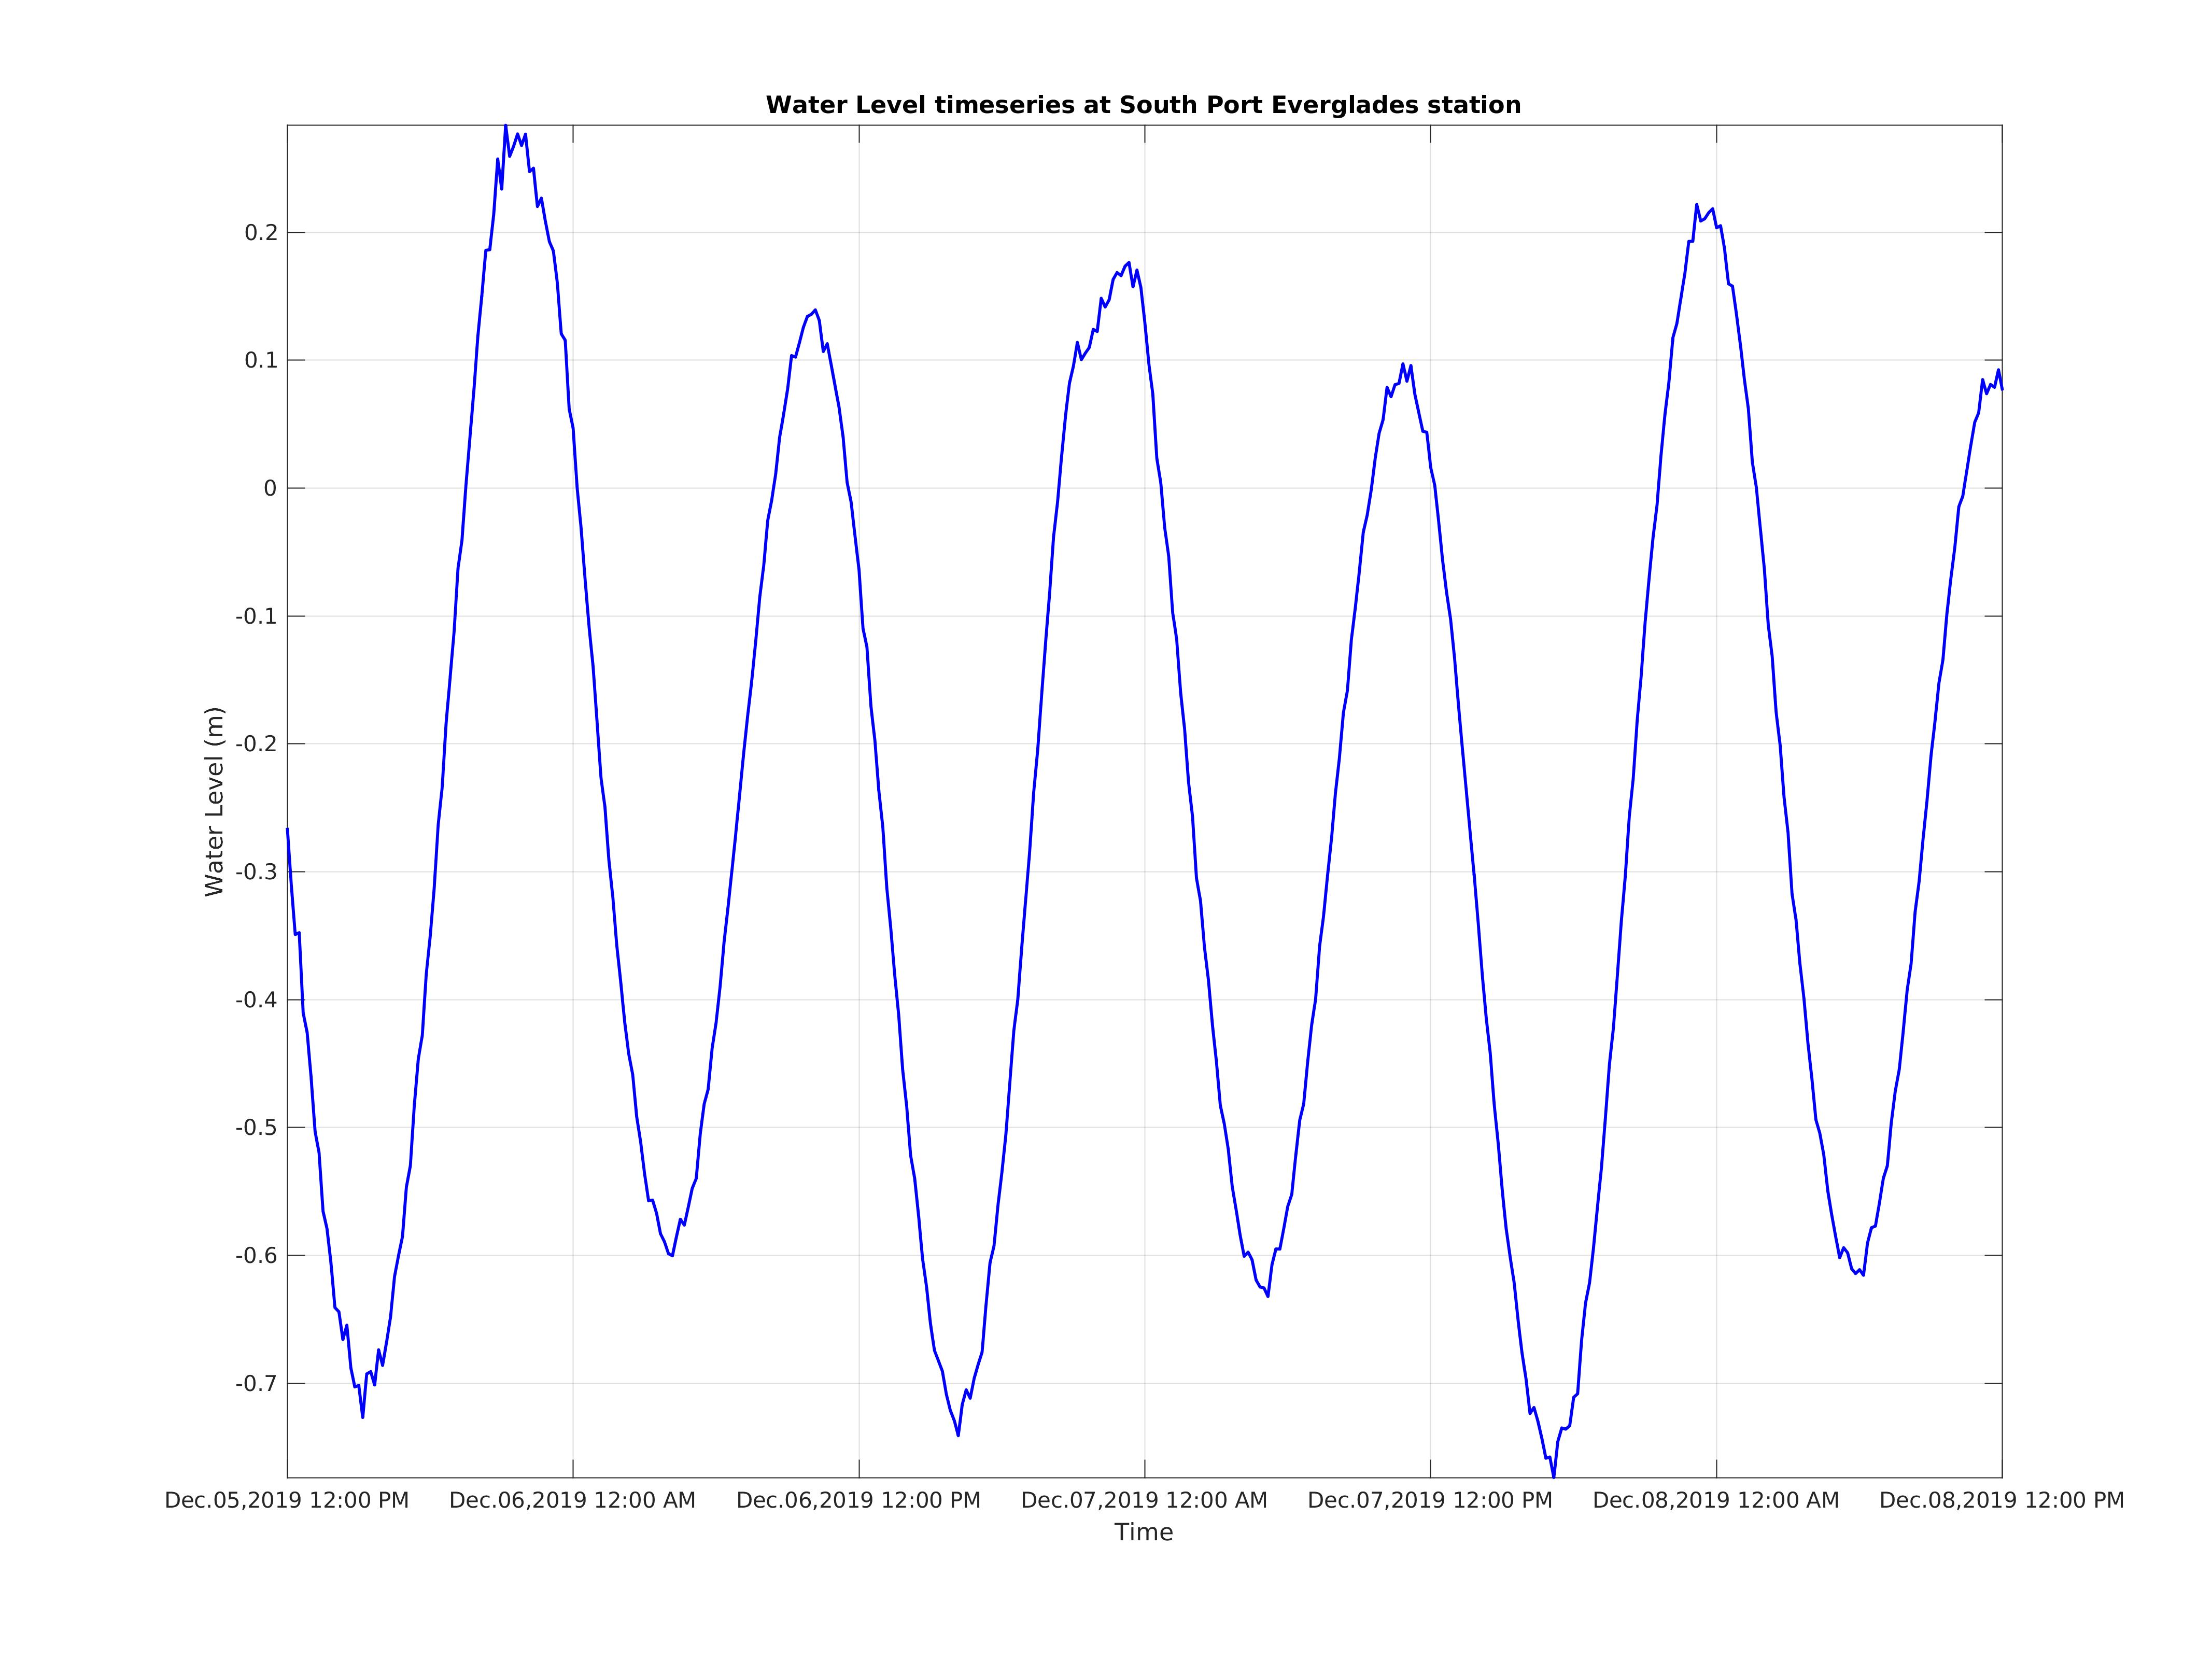 Water Level timeseries at South Port Everglades station
0.2
0.1
0
-0.1
-0.2
-0.3
-0.4
-0.5
-0.6
-0.7
Water Level (m)
Dec.05,2019 12:00 PM
Dec.06,2019 12:00 AM
Dec.06,2019 12:00 PM
Dec.07,2019 12:00 AM
Dec.07,2019 12:00 PM
Dec.08,2019 12:00 AM
Dec.08,2019 12:00 PM
Time